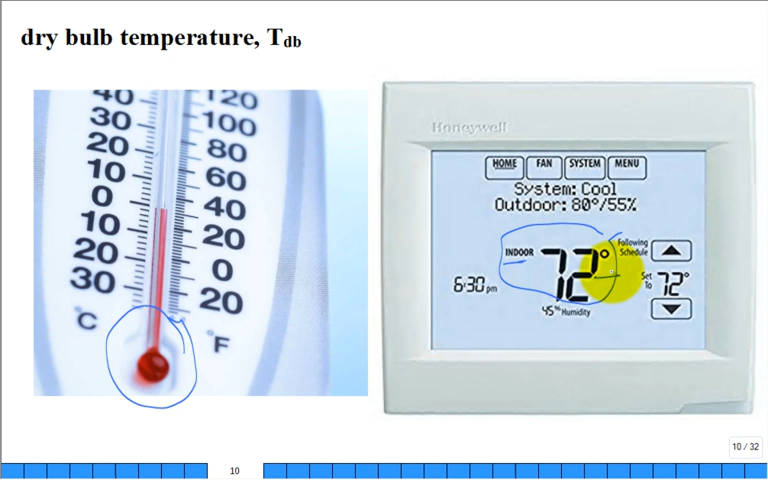 dry bulb temperature, Tdb
40 120
30 100
20 80
10 60
0 40
10 20
20 0
30 20
°C °F
Honeywell
HOME FAN SYSTEM MENU
System: Cool
Outdoor: 80°/55%
INDOOR 72° Following Schedule
6:30 pm Set To 72°
45% Humidity
10 / 32
10